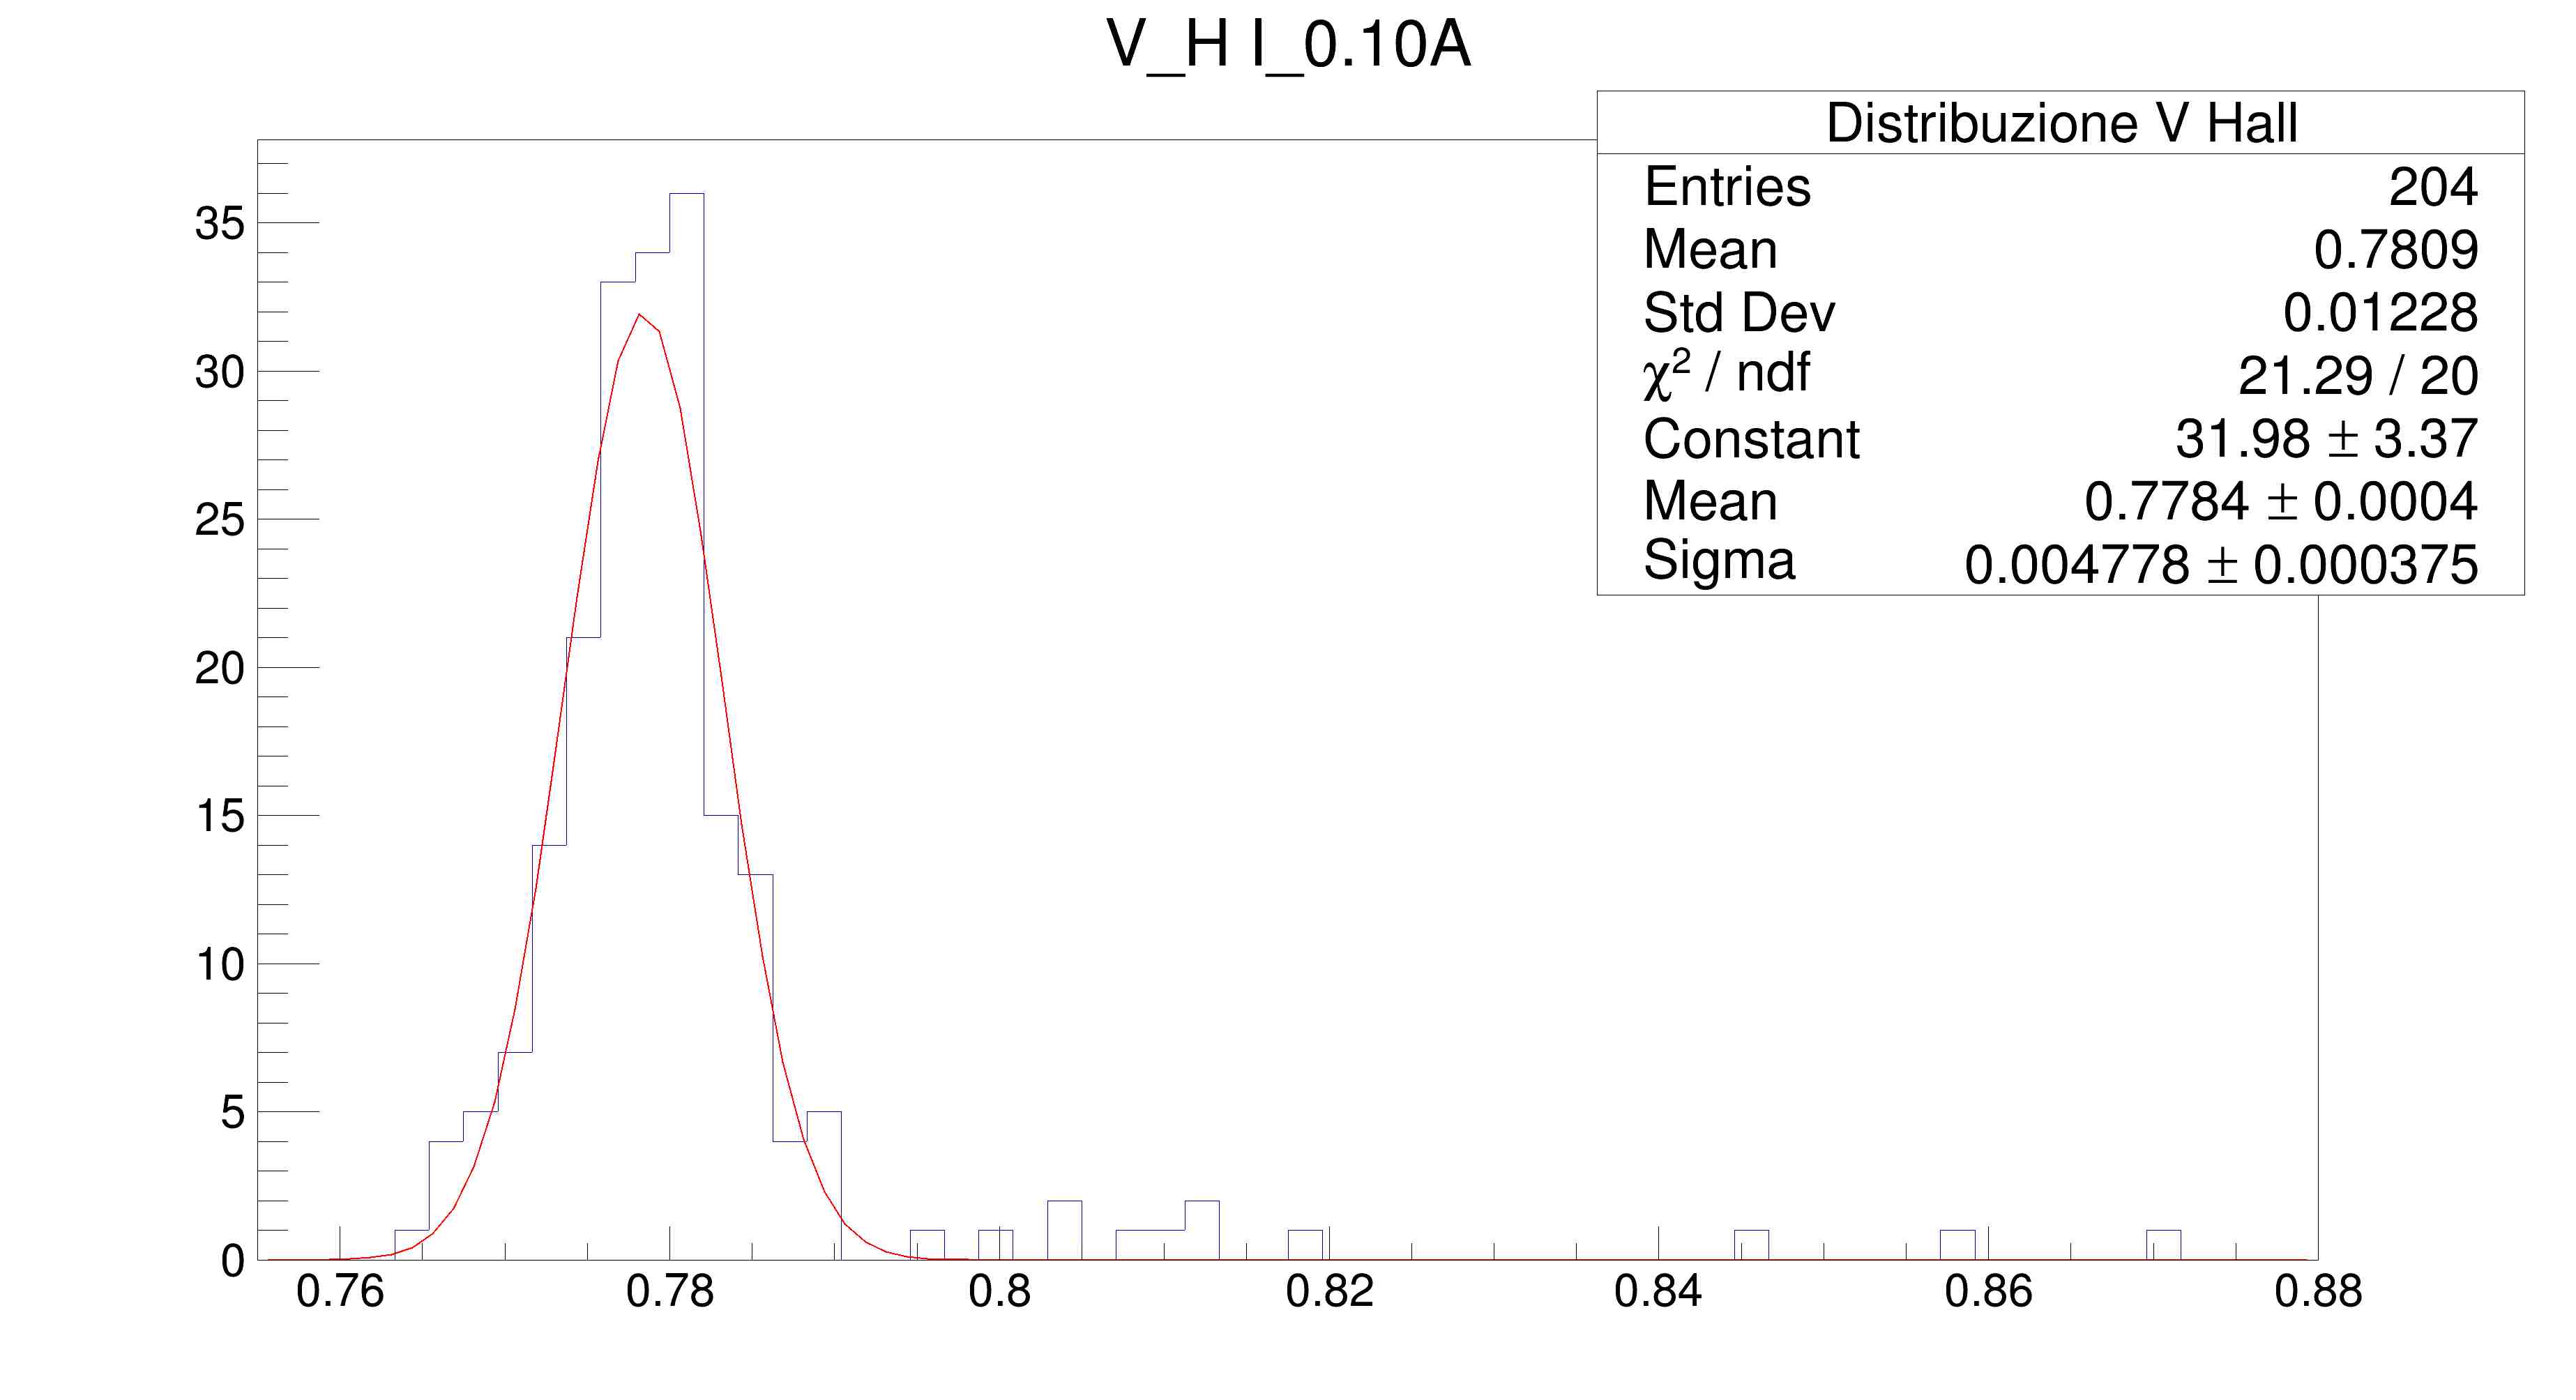 V_H I_0.10A
Distribuzione V Hall
Entries 204
Mean 0.7809
Std Dev 0.01228
χ² / ndf 21.29 / 20
Constant 31.98 ± 3.37
Mean 0.7784 ± 0.0004
Sigma 0.004778 ± 0.000375
35
30
25
20
15
10
5
0
0.76 0.78 0.8 0.82 0.84 0.86 0.88